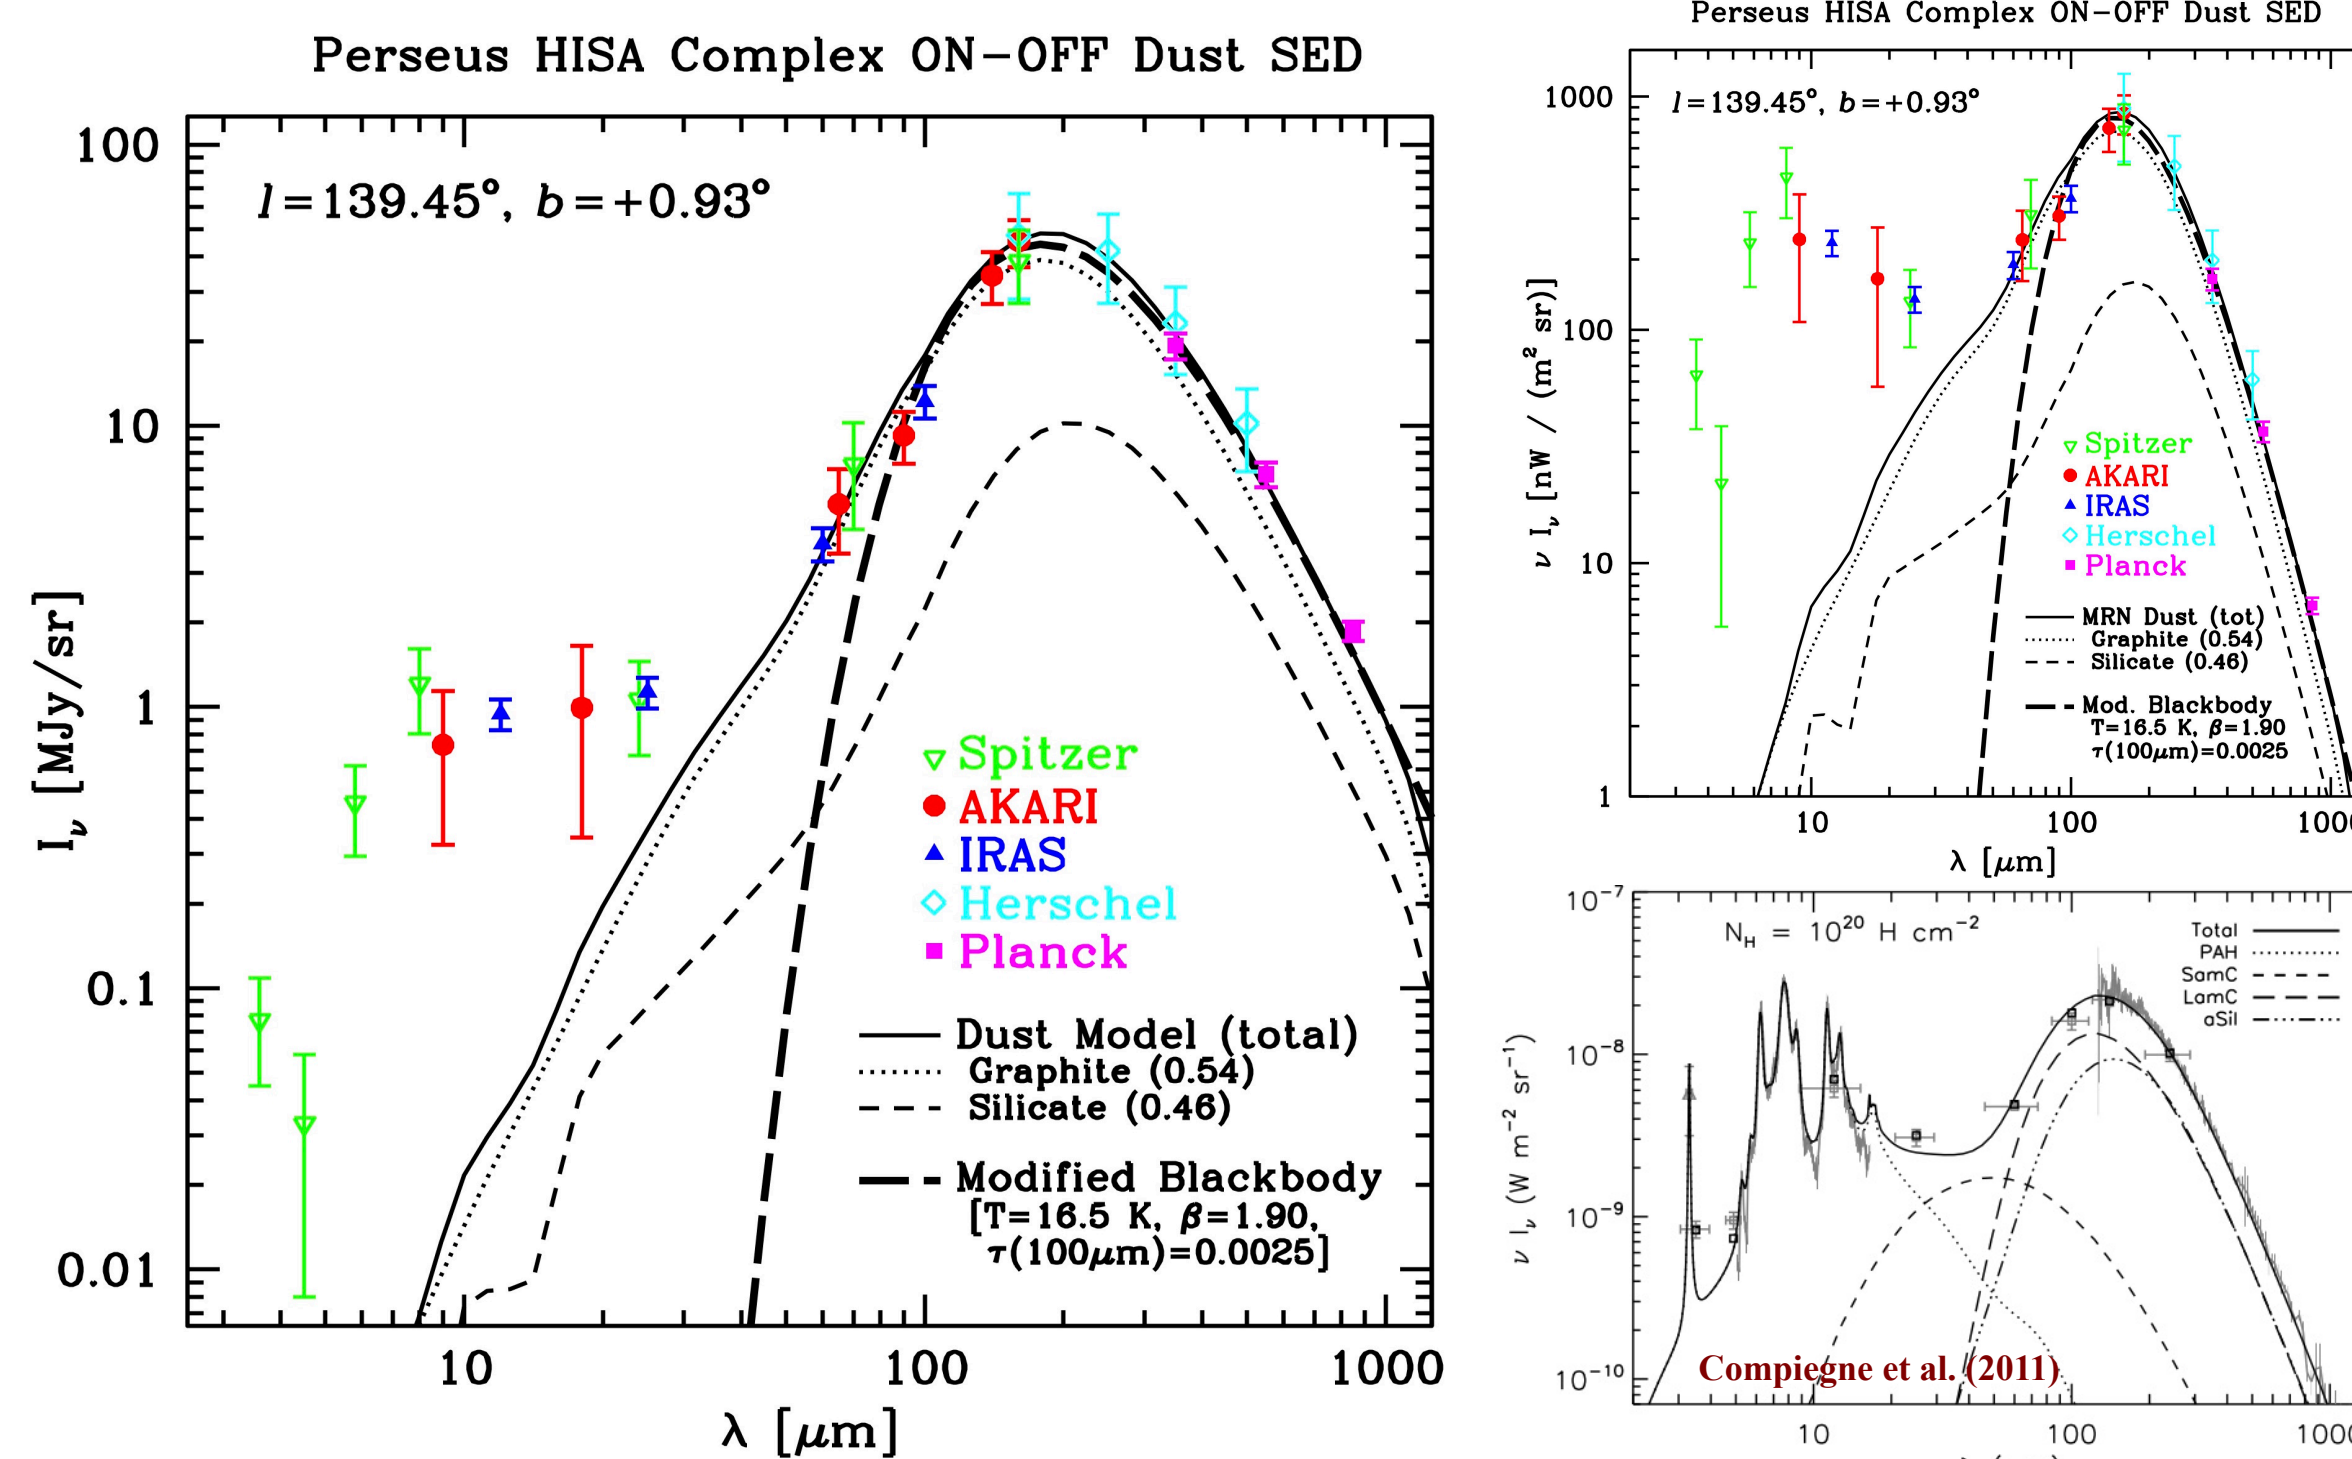 Perseus HISA Complex ON−OFF Dust SED
l=139.45°, b=+0.93°
100
10
1
0.1
0.01
Iν [MJy/sr]
Spitzer
AKARI
IRAS
Herschel
Planck
Dust Model (total)
Graphite (0.54)
Silicate (0.46)
Modified Blackbody
[T=16.5 K, β=1.90,
τ(100μm)=0.0025]
10 100 1000
λ [μm]
Perseus HISA Complex ON−OFF Dust SED
l=139.45°, b=+0.93°
1000
100
10
1
ν Iν [nW / (m² sr)]
Spitzer
AKARI
IRAS
Herschel
Planck
MRN Dust (tot)
Graphite (0.54)
Silicate (0.46)
Mod. Blackbody
T=16.5 K, β=1.90
τ(100μm)=0.0025
10 100 100
λ [μm]
N_H = 10²⁰ H cm⁻²
Total
PAH
SamC
LamC
aSil
10⁻⁷
10⁻⁸
10⁻⁹
10⁻¹⁰
ν Iν (W m⁻² sr⁻¹)
Compiegne et al. (2011)
10 100 100